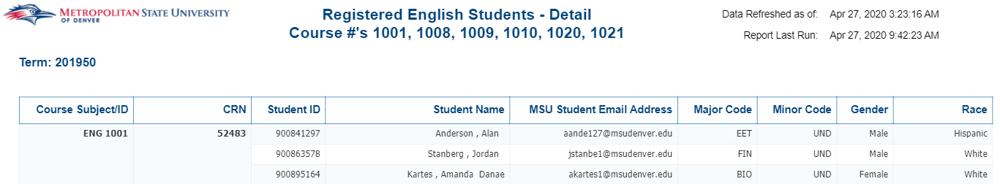 METROPOLITAN STATE UNIVERSITY
OF DENVER
Registered English Students - Detail
Course #'s 1001, 1008, 1009, 1010, 1020, 1021
Data Refreshed as of: Apr 27, 2020 3:23:16 AM
Report Last Run: Apr 27, 2020 9:42:23 AM
Term: 201950
Course Subject/ID CRN Student ID Student Name MSU Student Email Address Major Code Minor Code Gender Race
ENG 1001 52483 900841297 Anderson , Alan aande127@msudenver.edu EET UND Male Hispanic
900863578 Stanberg , Jordan jstanbe1@msudenver.edu FIN UND Male White
900895164 Kartes , Amanda Danae akartes1@msudenver.edu BIO UND Female White